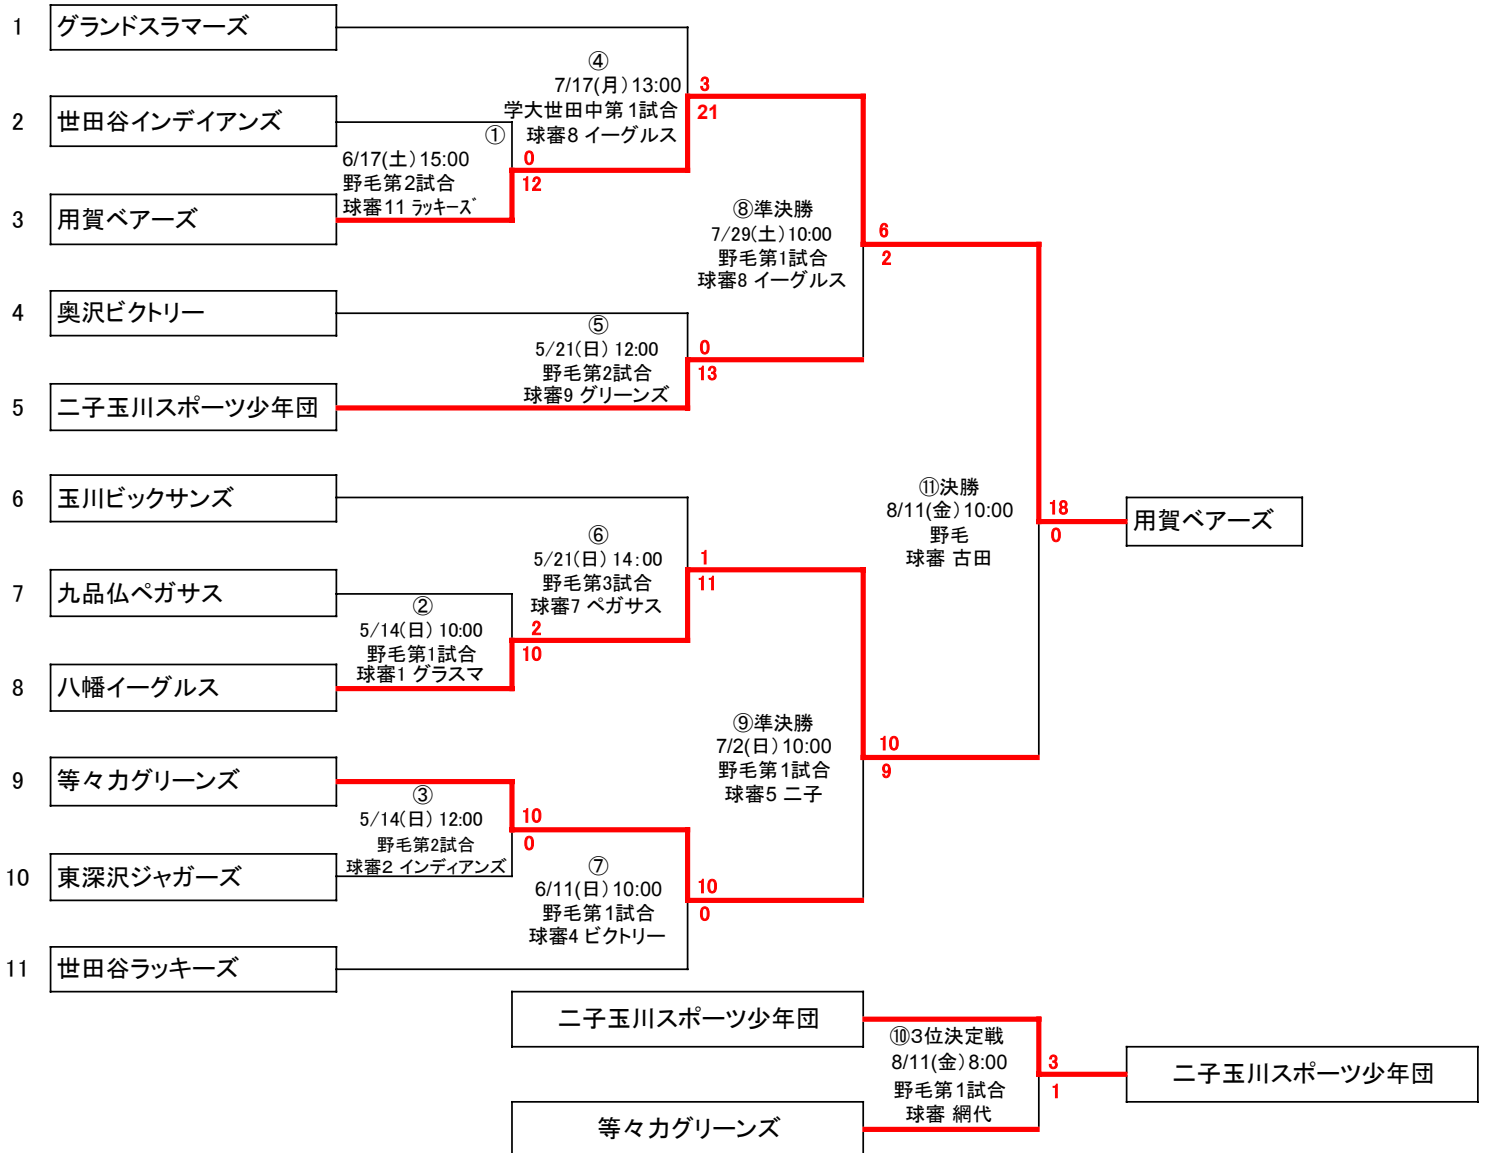 1 グランドスラマーズ
④
7/17(月)13:00
学大世田中第1試合
球審8 イーグルス
3
21
2 世田谷インデイアンズ
①
6/17(土)15:00
野毛第2試合
球審11 ラッキーズ
0
12
3 用賀ベアーズ
⑧準決勝
7/29(土)10:00
野毛第1試合
球審8 イーグルス
6
2
4 奥沢ビクトリー
⑤
5/21(日) 12:00
野毛第2試合
球審9 グリーンズ
0
13
5 二子玉川スポーツ少年団
6 玉川ビックサンズ
⑪決勝
8/11(金)10:00
野毛
球審 古田
18
0
用賀ベアーズ
⑥
5/21(日)14:00
野毛第3試合
球審7 ペガサス
1
11
7 九品仏ペガサス
②
5/14(日) 10:00
野毛第1試合
球審1 グラスマ
2
10
8 八幡イーグルス
⑨準決勝
7/2(日)10:00
野毛第1試合
球審5 二子
10
9
9 等々力グリーンズ
③
5/14(日) 12:00
野毛第2試合
球審2 インディアンズ
10
0
10 東深沢ジャガーズ
⑦
6/11(日)10:00
野毛第1試合
球審4 ビクトリー
10
0
11 世田谷ラッキーズ
二子玉川スポーツ少年団
⑩3位決定戦
8/11(金)8:00
野毛第1試合
球審 網代
3
1
二子玉川スポーツ少年団
等々力グリーンズ